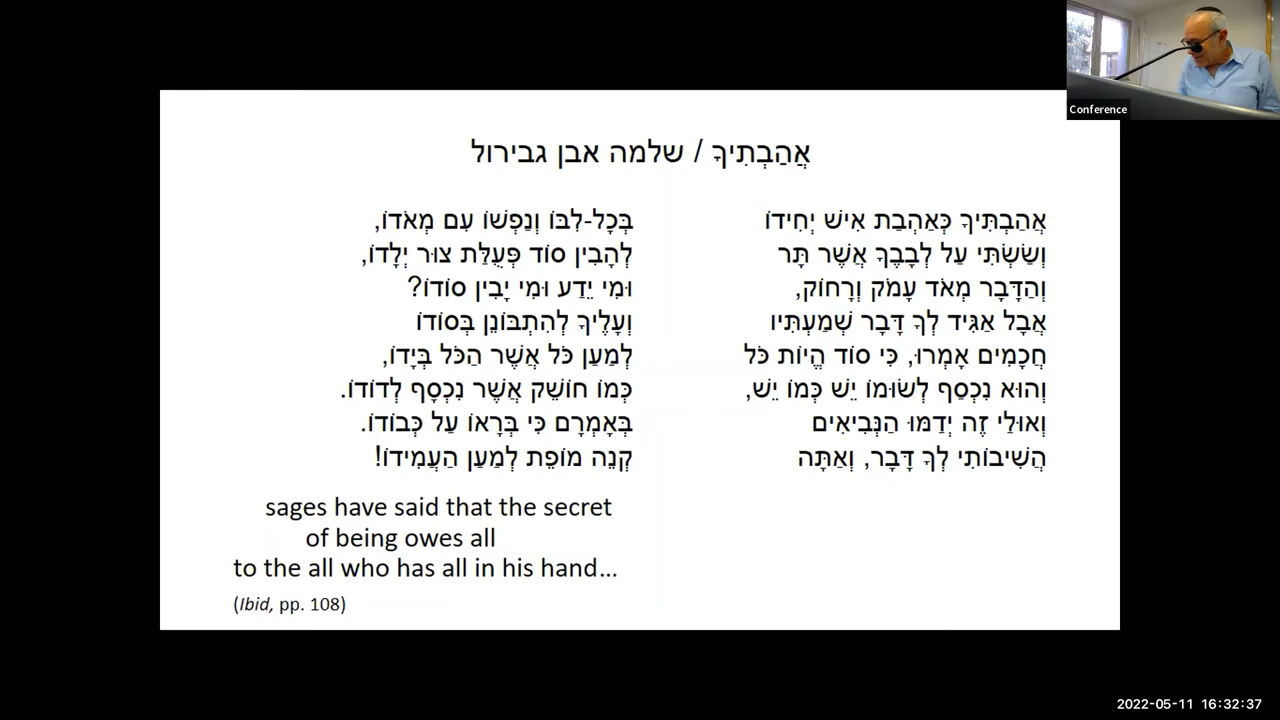 אֲהַבְתִּיךָ / שלמה אבן גבירול
אֲהַבְתִּיךָ כְּאַהְבַת אִישׁ יְחִידוֹ בְּכָל-לִבּוֹ וְנַפְשׁוֹ עִם מְאֹדוֹ,
וְשַׂשְׂתִּי עַל לְבָבְךָ אֲשֶׁר תָּר לְהָבִין סוֹד פְּעֻלַּת צוּר יְלָדוֹ,
וְהַדָּבָר מְאֹד עָמֹק וְרָחוֹק, וּמִי יֵדַע וּמִי יָבִין סוֹדוֹ?
אֲבָל אַגִּיד לְךָ דָּבָר שְׁמַעְתִּיו וְעָלֶיךָ לְהִתְבּוֹנֵן בְּסוֹדוֹ
חֲכָמִים אָמְרוּ, כִּי סוֹד הֱיוֹת כֹּל לְמַעַן כֹּל אֲשֶׁר הַכֹּל בְּיָדוֹ,
וְהוּא נִכְסַף לְשׂוּמוֹ יֵשׁ כְּמוֹ יֵשׁ, כְּמוֹ חוֹשֵׁק אֲשֶׁר נִכְסָף לְדוֹדוֹ.
וְאוּלַי זֶה יְדַמּוּ הַנְּבִיאִים בְּאָמְרָם כִּי בְּרָאוֹ עַל כְּבוֹדוֹ.
הֲשִׁיבוֹתִי לְךָ דָּבָר, וְאַתָּה קְנֵה מוֹפֵת לְמַעַן הַעֲמִידוֹ!
sages have said that the secret
of being owes all
to the all who has all in his hand...
(Ibid, pp. 108)
Conference
2022-05-11 16:32:37